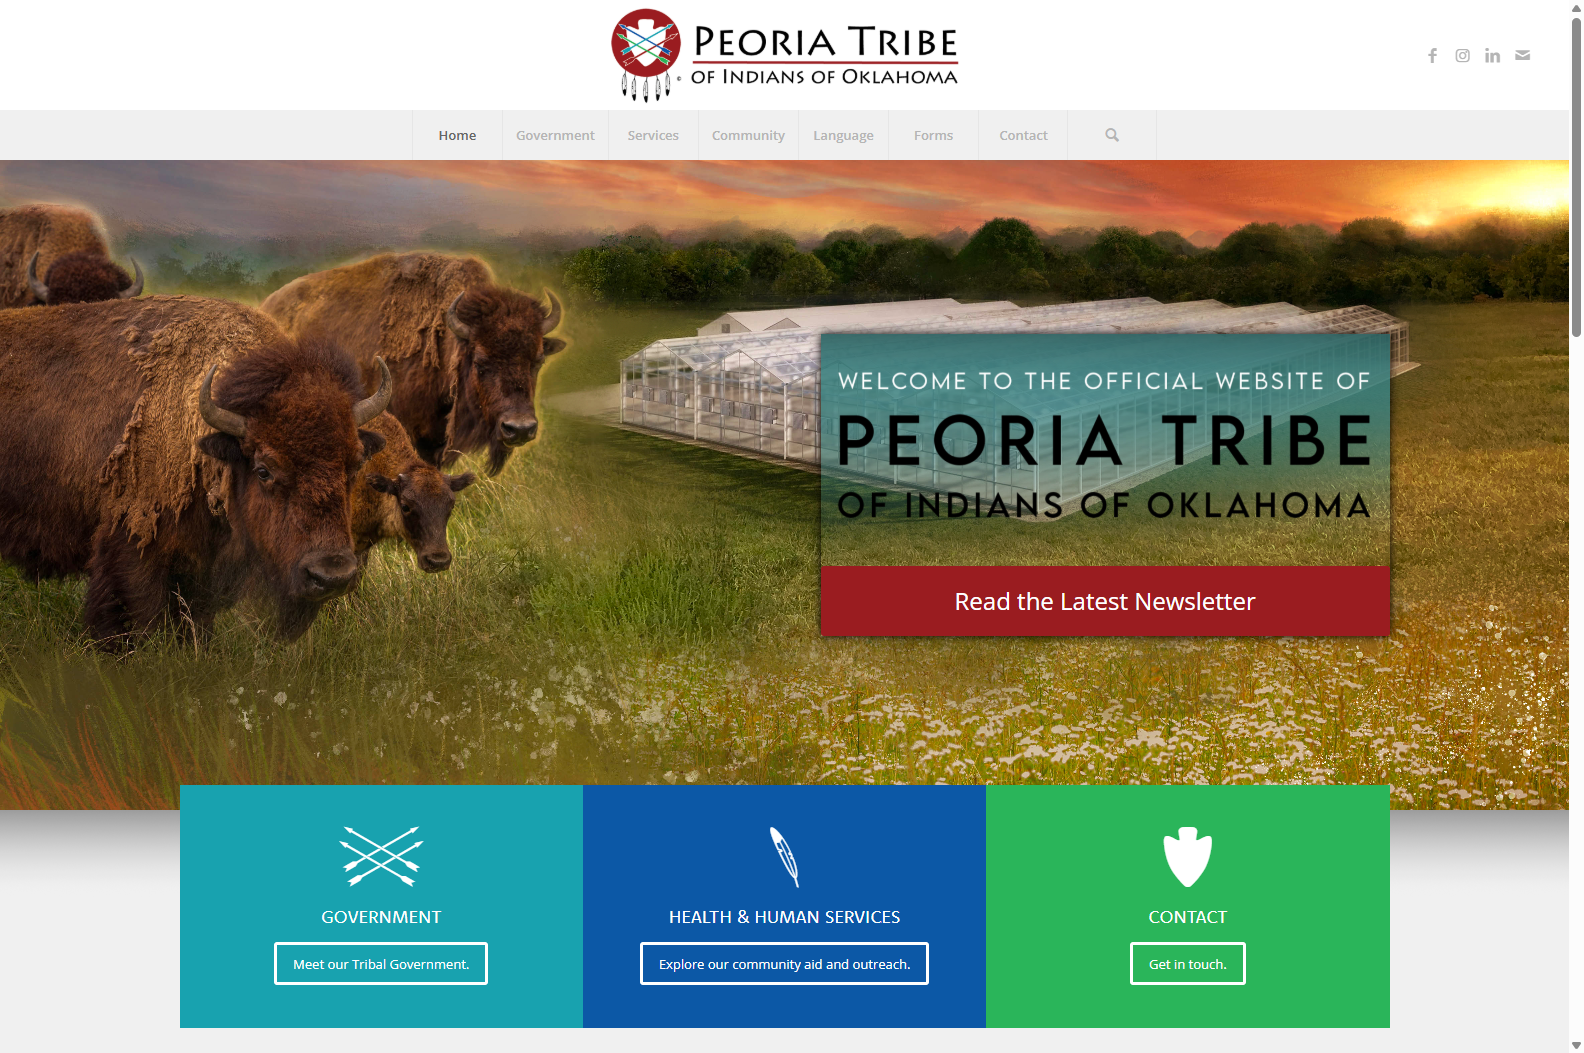 PEORIA TRIBE
OF INDIANS OF OKLAHOMA
Home
Government
Services
Community
Language
Forms
Contact
WELCOME TO THE OFFICIAL WEBSITE OF
PEORIA TRIBE
OF INDIANS OF OKLAHOMA
Read the Latest Newsletter
GOVERNMENT
Meet our Tribal Government.
HEALTH & HUMAN SERVICES
Explore our community aid and outreach.
CONTACT
Get in touch.